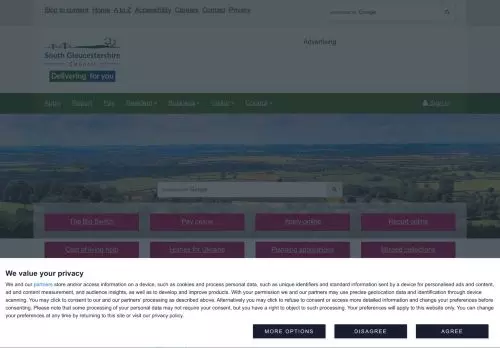 Skip to content Home A to Z Accessibility Careers Contact Privacy
Google
Advertising
South Gloucestershire
Council
Delivering for you
Apply Report Pay Resident Business Visitor Council Sign in
Google
The Big Switch Pay online Apply online Report online
Cost of living help Homes for Ukraine Planning applications Missed collections
We value your privacy
We and our partners store and/or access information on a device, such as cookies and process personal data, such as unique identifiers and standard information sent by a device for personalised ads and content,
ad and content measurement, and audience insights, as well as to develop and improve products. With your permission we and our partners may use precise geolocation data and identification through device
scanning. You may click to consent to our and our partners' processing as described above. Alternatively you may click to refuse to consent or access more detailed information and change your preferences before
consenting. Please note that some processing of your personal data may not require your consent, but you have a right to object to such processing. Your preferences will apply to this website only. You can change
your preferences at any time by returning to this site or visit our privacy policy.
MORE OPTIONS DISAGREE AGREE